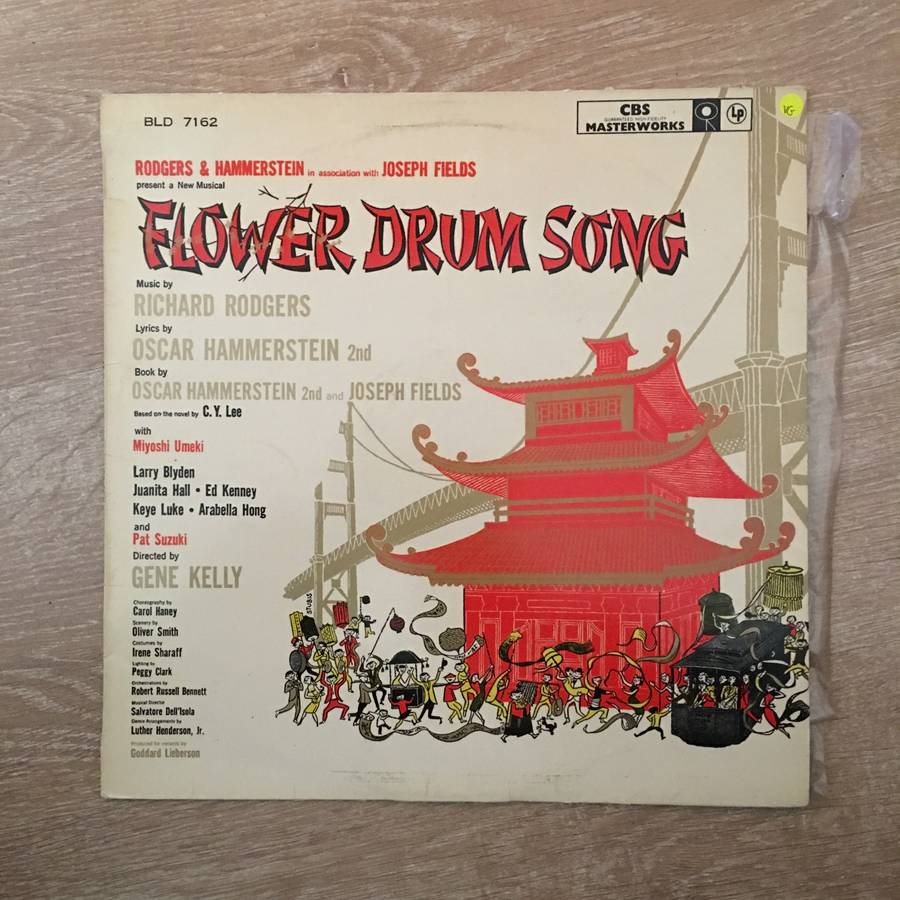 BLD 7162
CBS
GUARANTEED HIGH FIDELITY
MASTERWORKS
LP
VG
RODGERS & HAMMERSTEIN in association with JOSEPH FIELDS
present a New Musical
FLOWER DRUM SONG
Music by
RICHARD RODGERS
Lyrics by
OSCAR HAMMERSTEIN 2nd
Book by
OSCAR HAMMERSTEIN 2nd and JOSEPH FIELDS
Based on the novel by C.Y. Lee
with
Miyoshi Umeki
Larry Blyden
Juanita Hall • Ed Kenney
Keye Luke • Arabella Hong
and
Pat Suzuki
Directed by
GENE KELLY
Choreography by
Carol Haney
Scenery by
Oliver Smith
Costumes by
Irene Sharaff
Lighting by
Peggy Clark
Orchestrations by
Robert Russell Bennett
Musical Director
Salvatore Dell'Isola
Dance Arrangements by
Luther Henderson, Jr.
Produced for records by
Goddard Lieberson
STUBIS